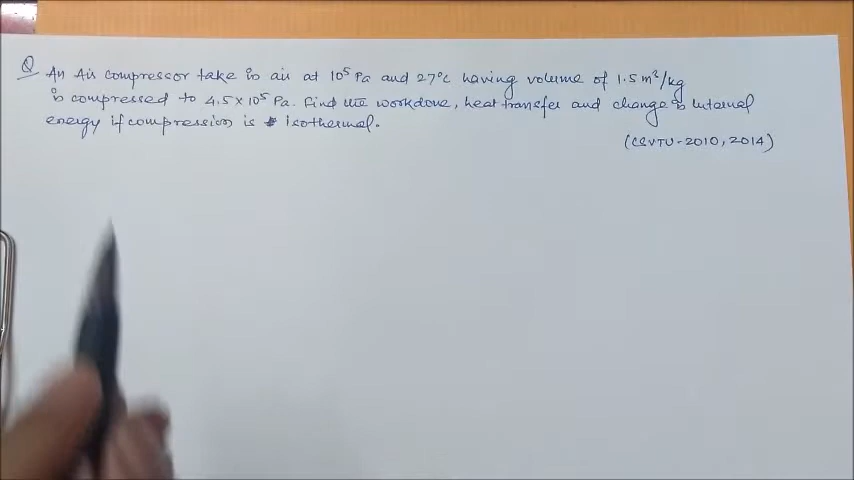 Q An Air compressor take in air at 10⁵ Pa and 27°c having volume of 1.5 m³/kg
is compressed to 4.5 x 10⁵ Pa. Find the workdone, heat transfer and change in Internal
energy if compression is isothermal.
(CSVTU-2010, 2014)